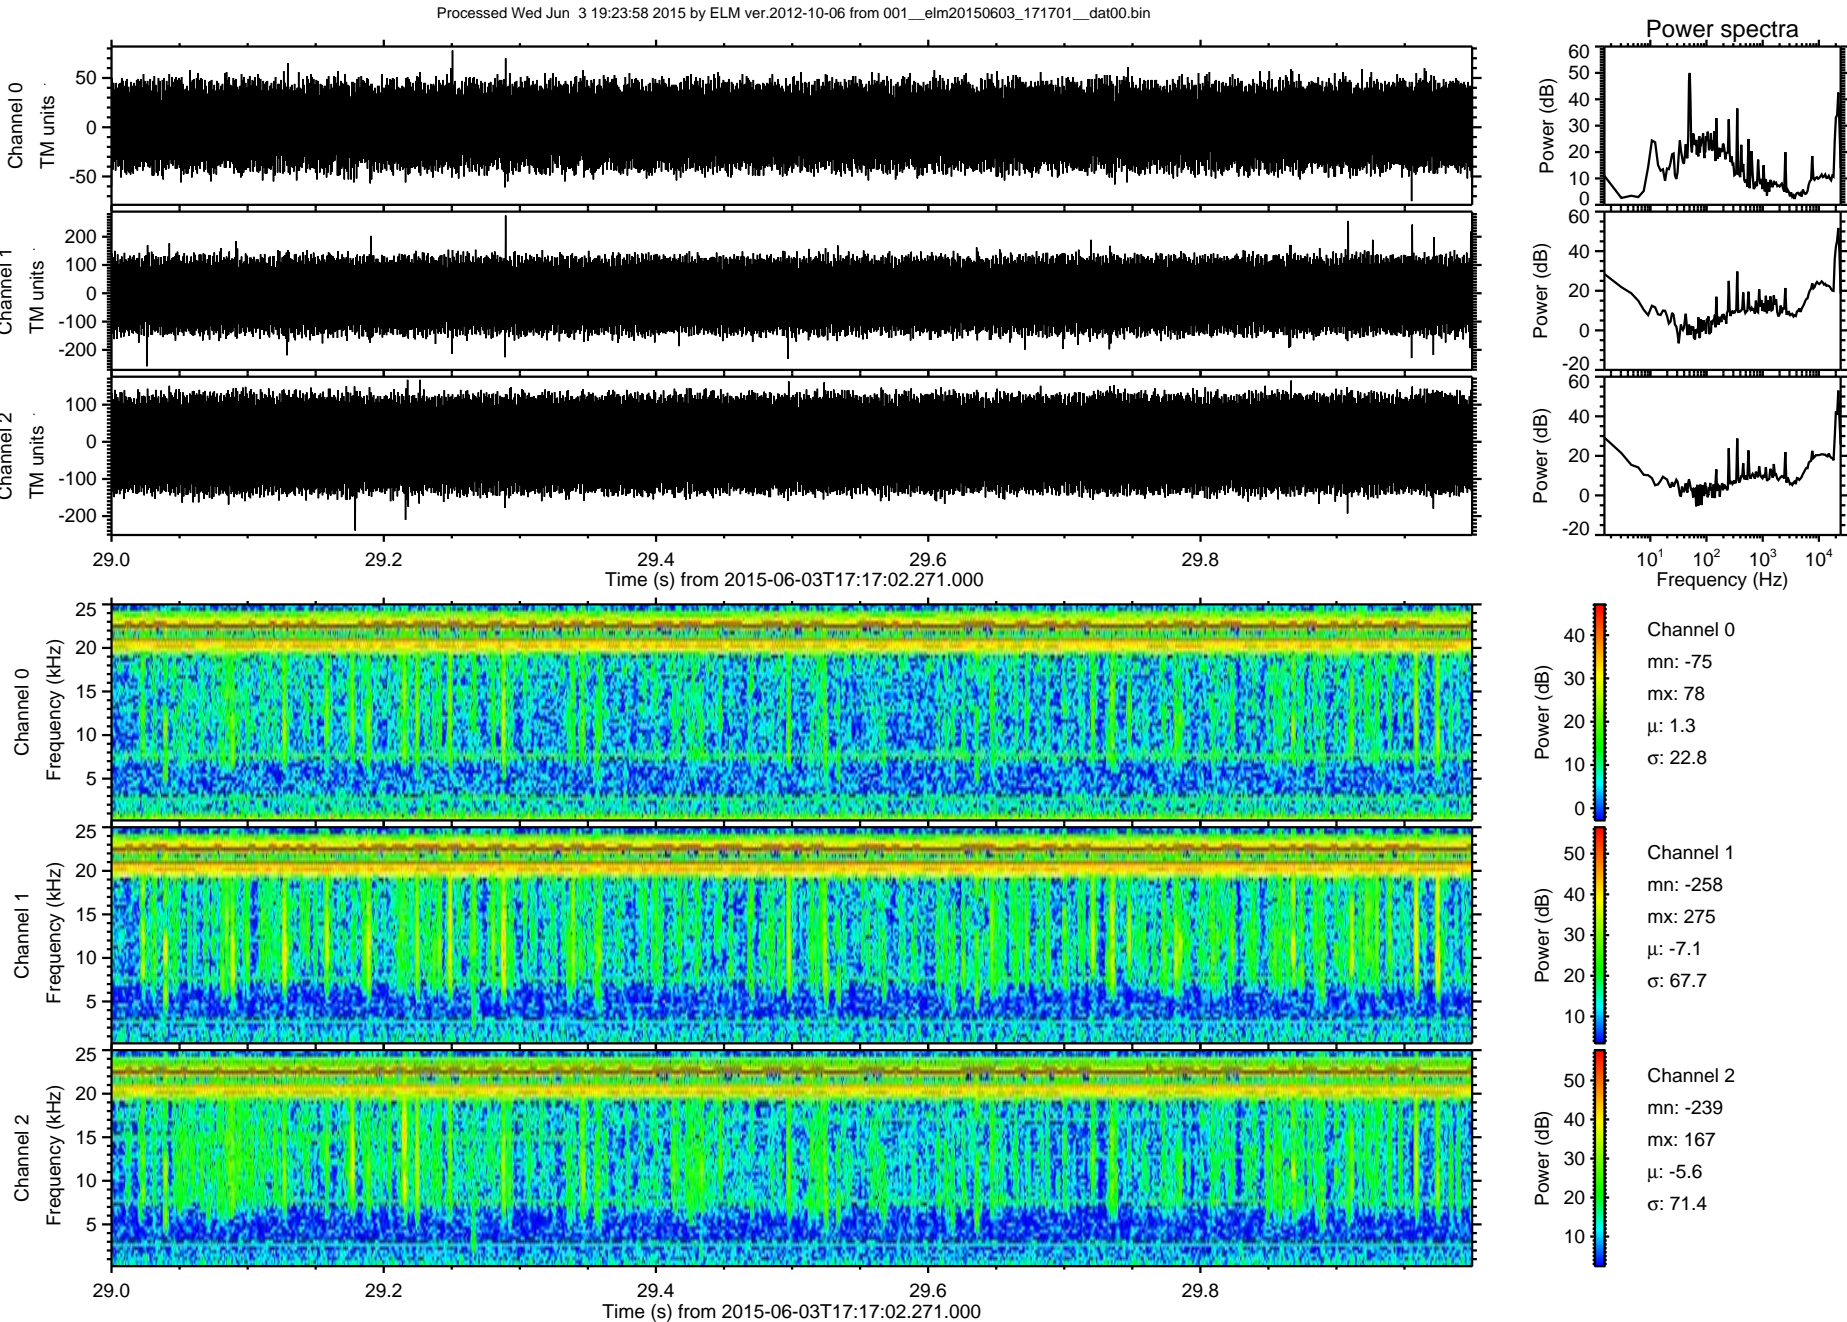 Processed Wed Jun  3 19:23:58 2015 by ELM ver.2012-10-06 from 001__elm20150603_171701__dat00.bin
Power spectra
Channel 0
TM units
50
0
-50
Power (dB)
60
50
40
30
20
10
0
Channel 1
TM units
200
100
0
-100
-200
Power (dB)
60
40
20
0
-20
Channel 2
TM units
100
0
-100
-200
Power (dB)
60
40
20
0
-20
29.0 29.2 29.4 29.6 29.8
Time (s) from 2015-06-03T17:17:02.271.000
10^1 10^2 10^3 10^4
Frequency (Hz)
Channel 0
Frequency (kHz)
25
20
15
10
5
Power (dB)
40
30
20
10
0
Channel 0
mn: -75
mx: 78
μ: 1.3
σ: 22.8
Channel 1
Frequency (kHz)
25
20
15
10
5
Power (dB)
50
40
30
20
10
Channel 1
mn: -258
mx: 275
μ: -7.1
σ: 67.7
Channel 2
Frequency (kHz)
25
20
15
10
5
Power (dB)
50
40
30
20
10
Channel 2
mn: -239
mx: 167
μ: -5.6
σ: 71.4
29.0 29.2 29.4 29.6 29.8
Time (s) from 2015-06-03T17:17:02.271.000